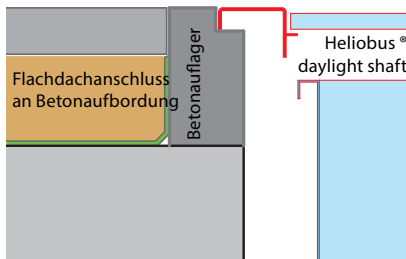 Flachdachanschluss
an Betonaufbordung
Betonauflager
Heliobus ®
daylight shaft